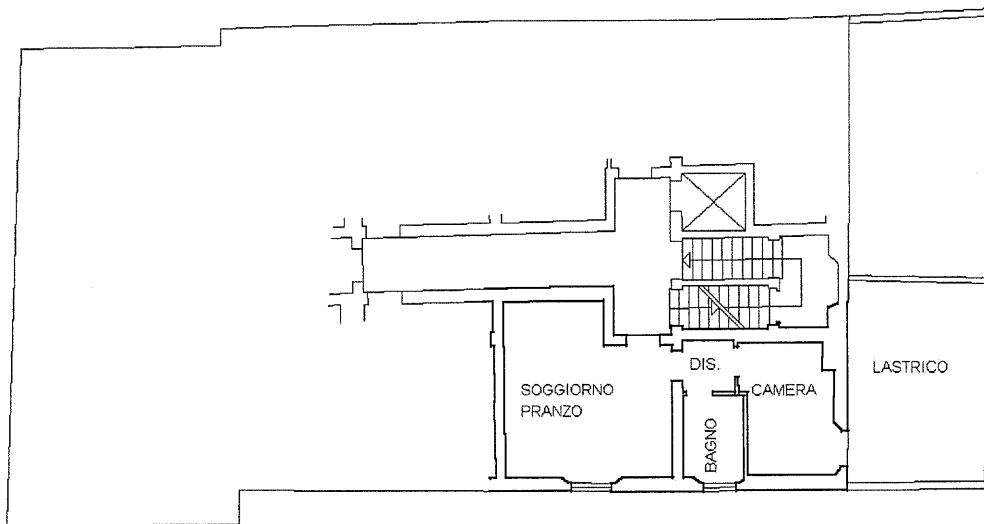 DIS.
LASTRICO
SOGGIORNO
PRANZO
CAMERA
BAGNO